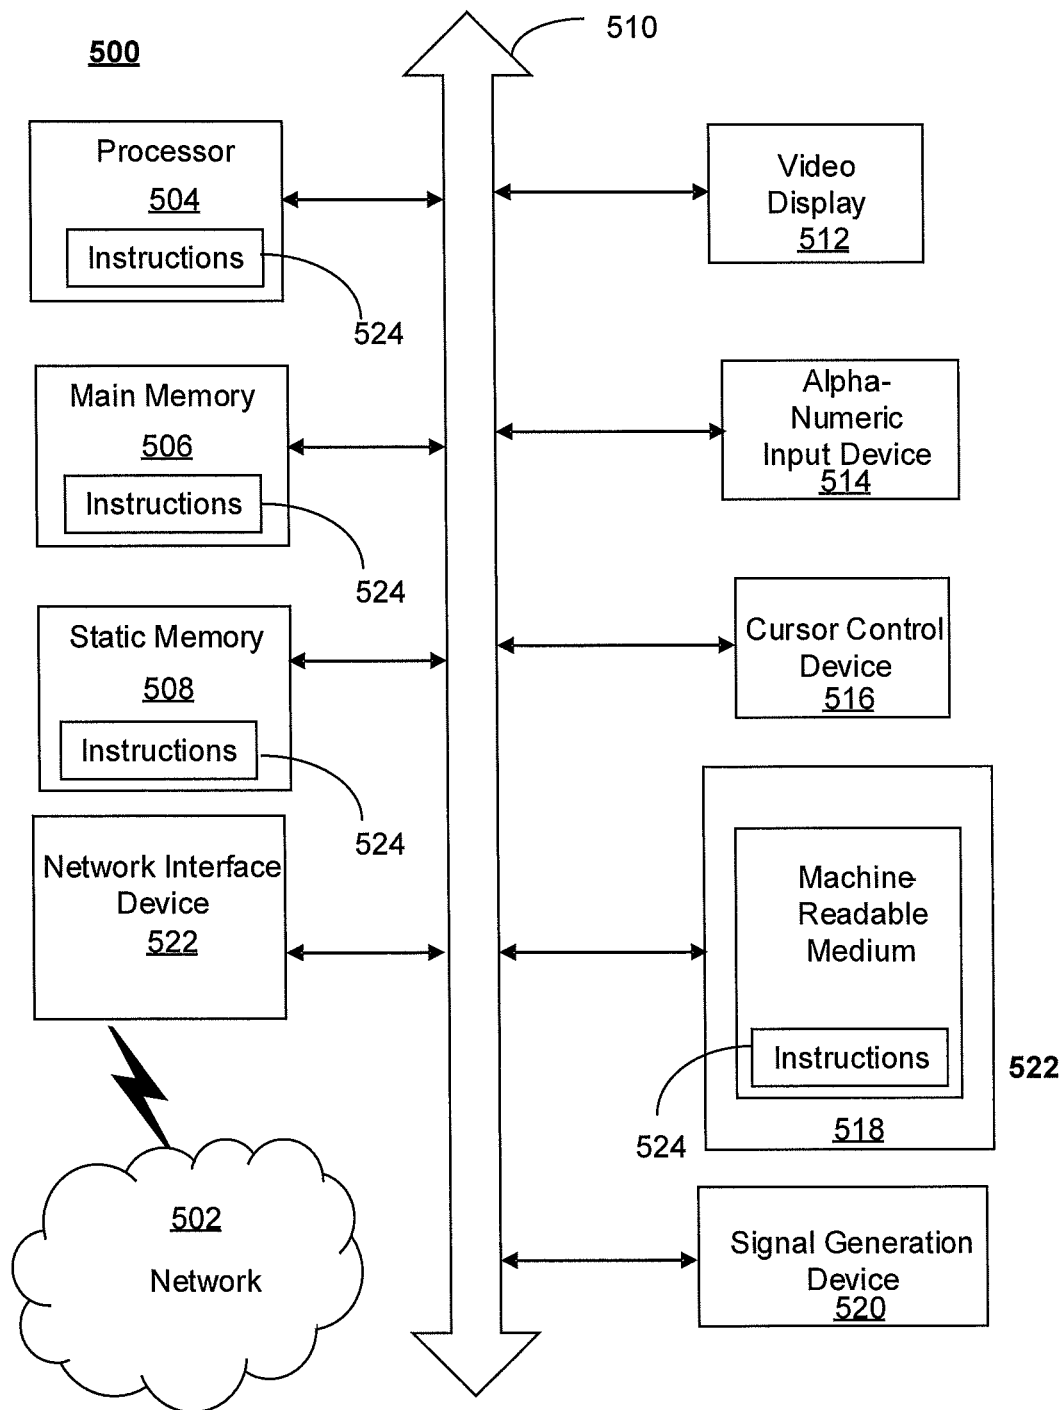 500
510
Processor
504
Instructions
524
Main Memory
506
Instructions
524
Static Memory
508
Instructions
524
Network Interface
Device
522
502
Network
Video
Display
512
Alpha-
Numeric
Input Device
514
Cursor Control
Device
516
Machine-
Readable
Medium
Instructions
522
524
518
Signal Generation
Device
520